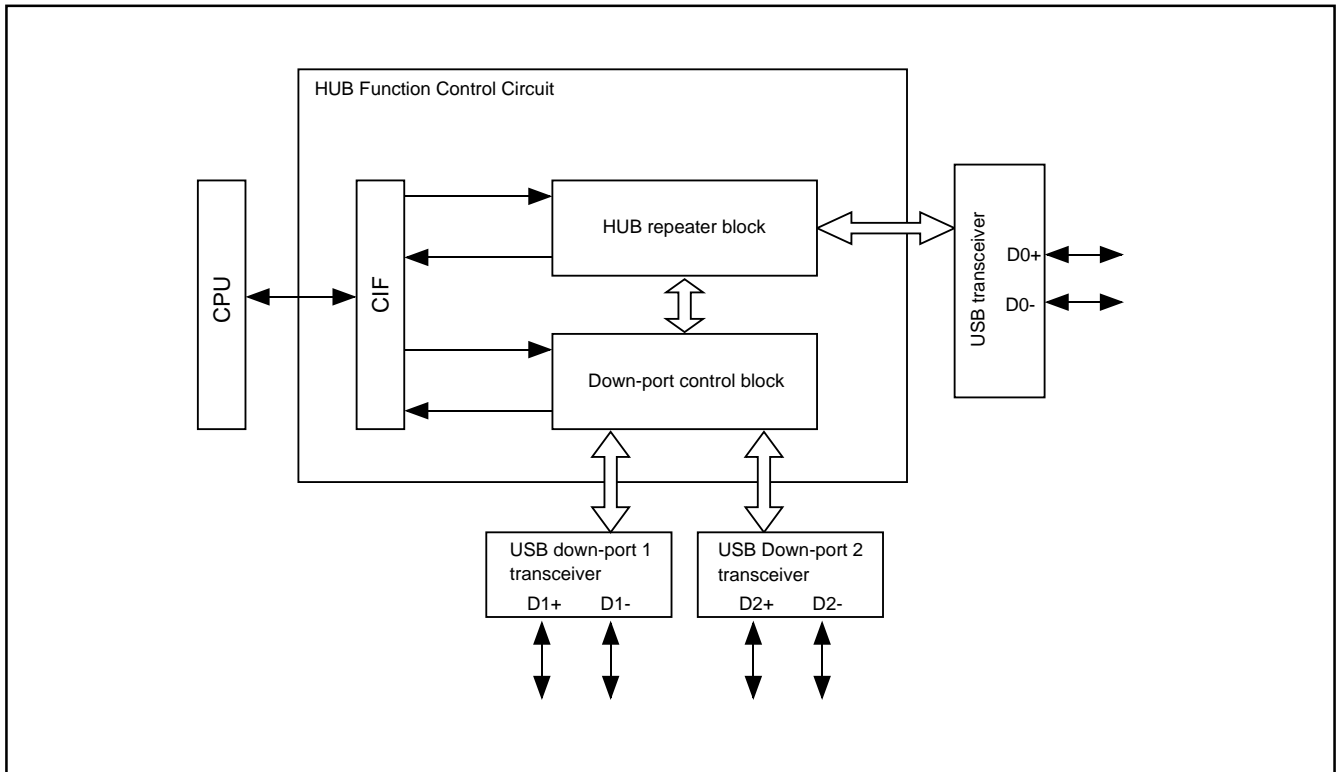 HUB Function Control Circuit
CPU
CIF
HUB repeater block
USB transceiver
D0+
D0-
Down-port control block
USB down-port 1
transceiver
D1+ D1-
USB Down-port 2
transceiver
D2+ D2-